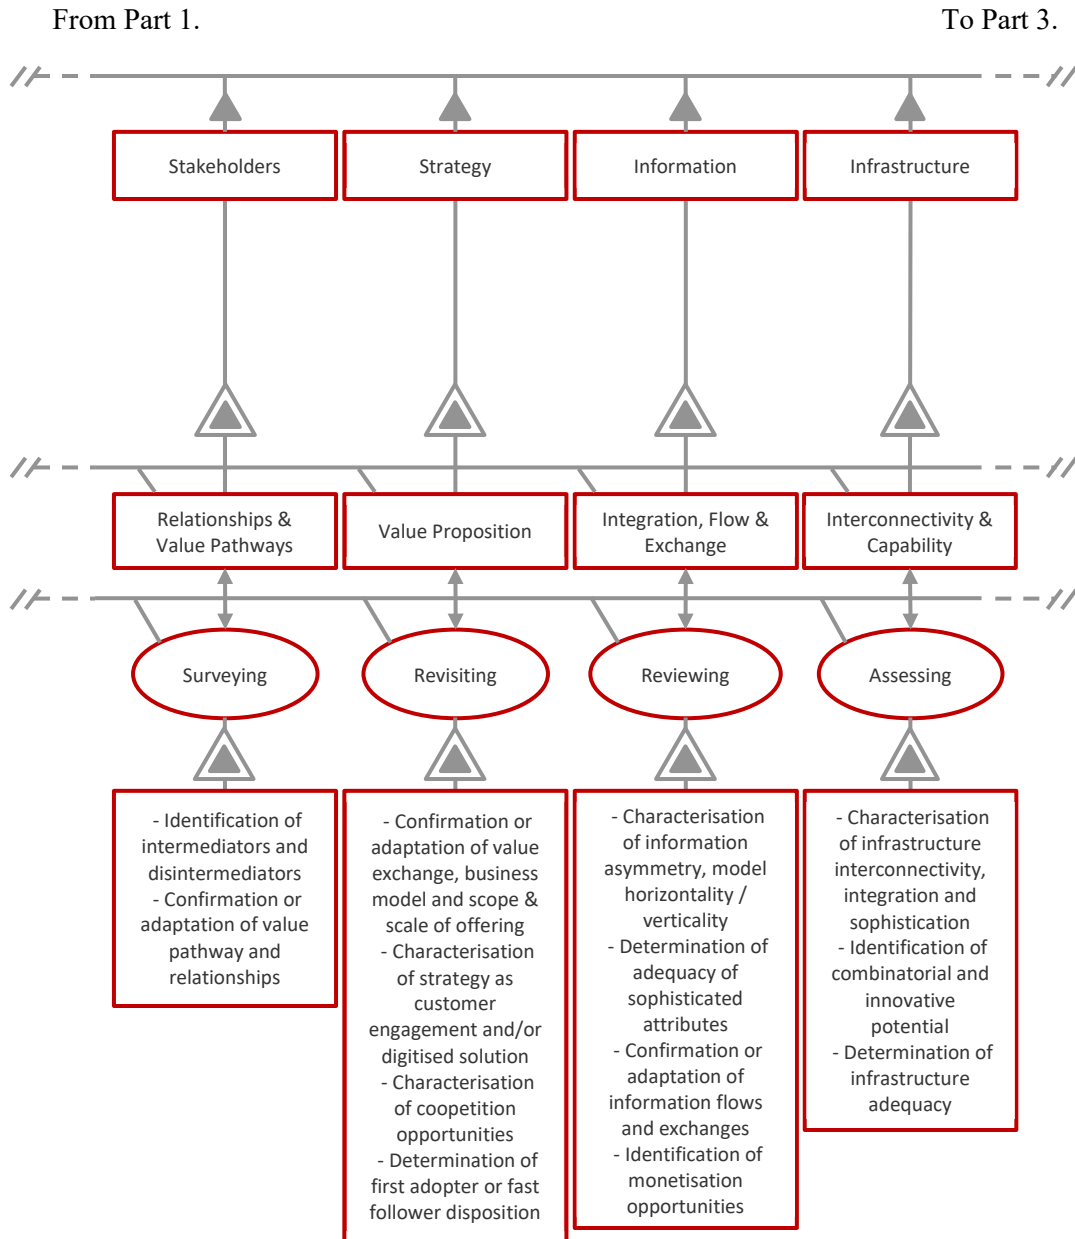 From Part 1.
To Part 3.
Stakeholders
Strategy
Information
Infrastructure
Relationships &
Value Pathways
Value Proposition
Integration, Flow &
Exchange
Interconnectivity &
Capability
Surveying
Revisiting
Reviewing
Assessing
- Identification of
intermediators and
disintermediators
- Confirmation or
adaptation of value
pathway and
relationships
- Confirmation or
adaptation of value
exchange, business
model and scope &
scale of offering
- Characterisation
of strategy as
customer
engagement and/or
digitised solution
- Characterisation
of coopetition
opportunities
- Determination of
first adopter or fast
follower disposition
- Characterisation
of information
asymmetry, model
horizontality /
verticality
- Determination of
adequacy of
sophisticated
attributes
- Confirmation or
adaptation of
information flows
and exchanges
- Identification of
monetisation
opportunities
- Characterisation
of infrastructure
interconnectivity,
integration and
sophistication
- Identification of
combinatorial and
innovative
potential
- Determination of
infrastructure
adequacy